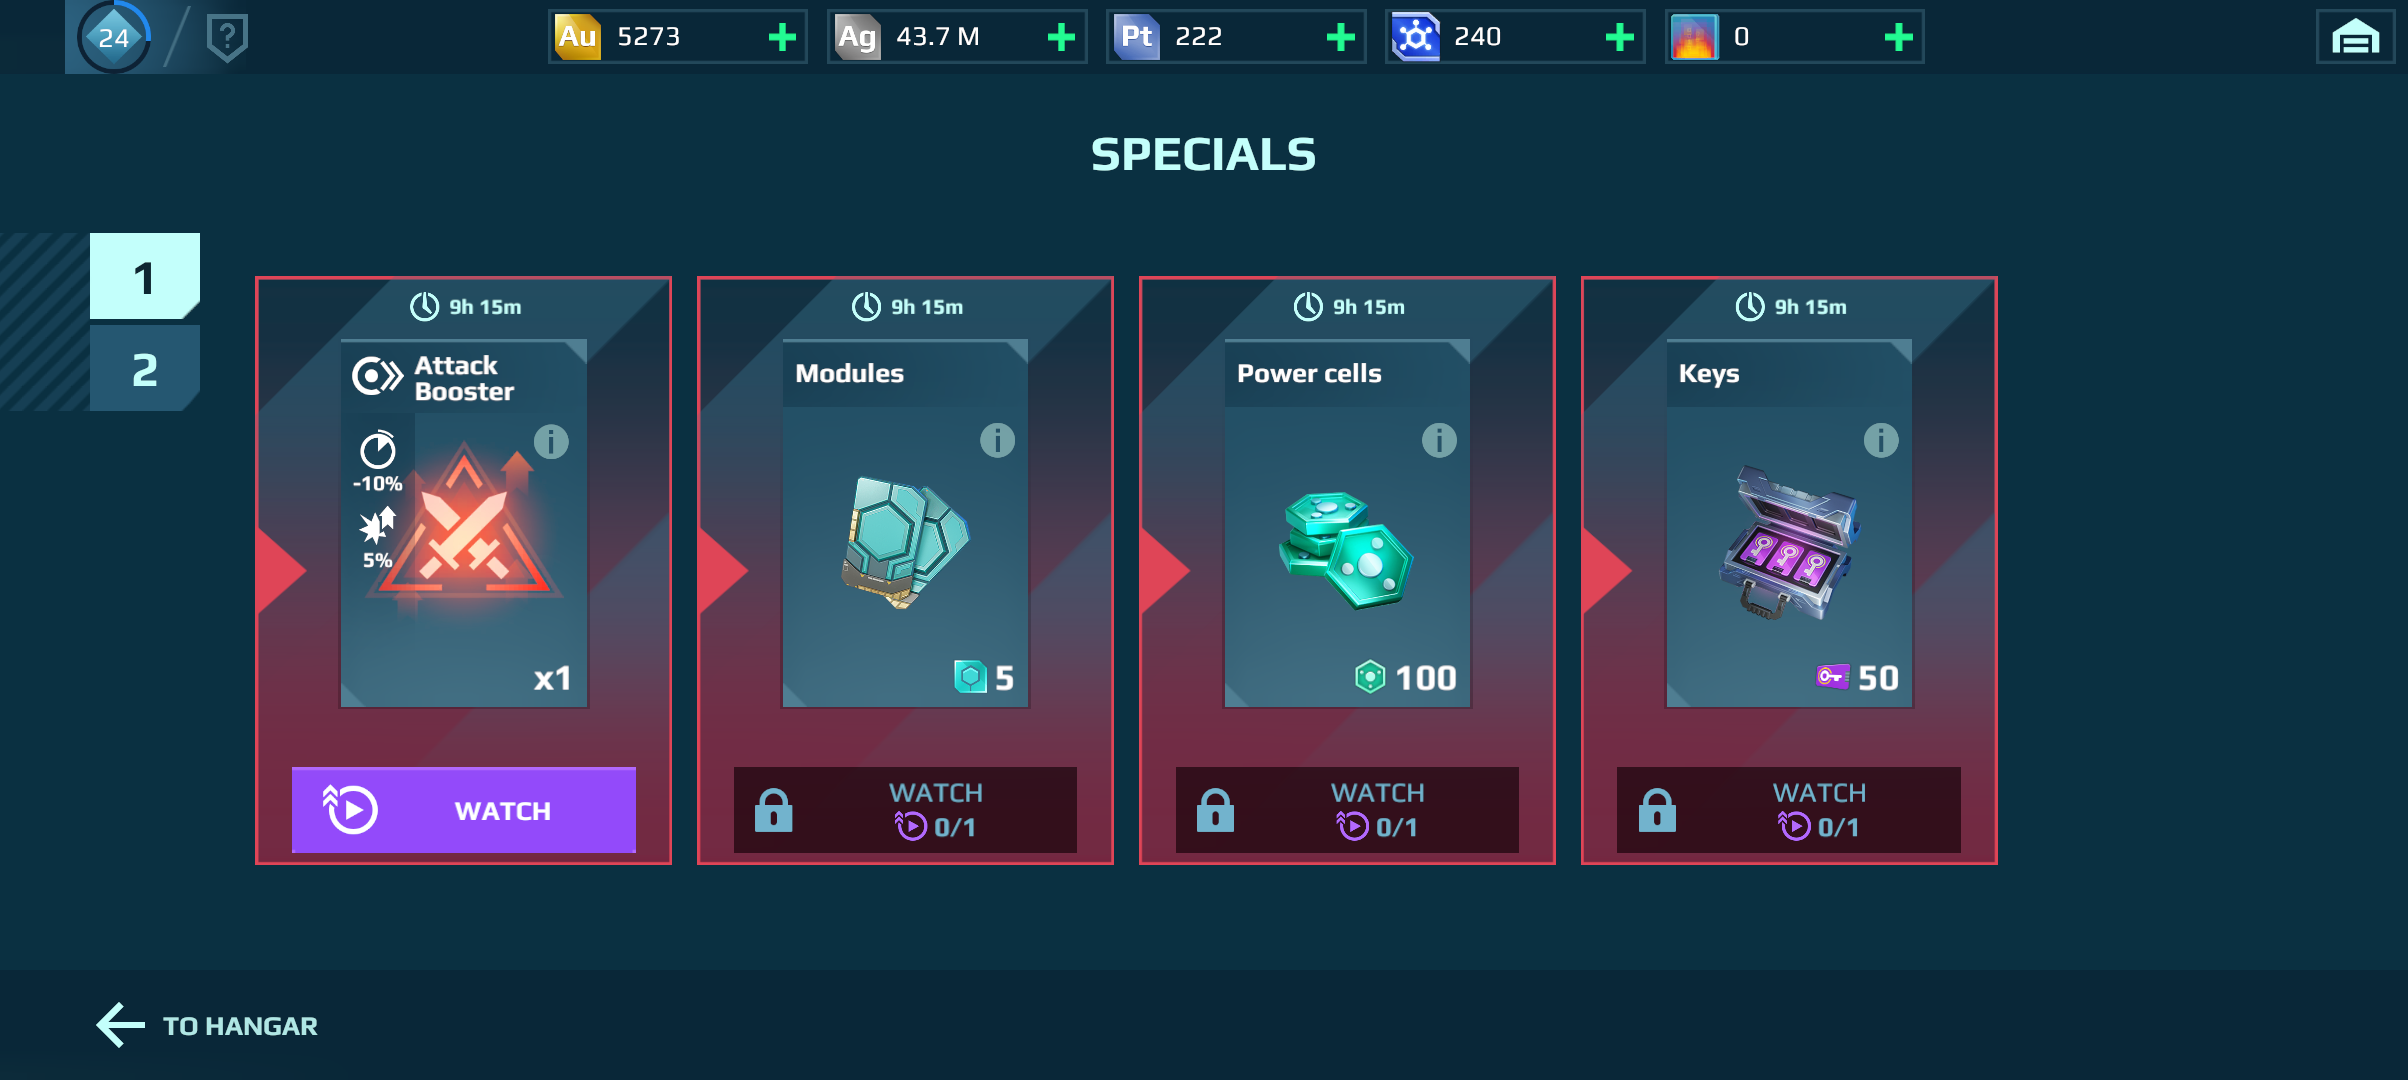 24
?
Au 5273
Ag 43.7 M
Pt 222
240
0
SPECIALS
1
2
9h 15m
Attack
Booster
i
-10%
5%
x1
WATCH
9h 15m
Modules
i
5
WATCH
0/1
9h 15m
Power cells
i
100
WATCH
0/1
9h 15m
Keys
i
50
WATCH
0/1
TO HANGAR